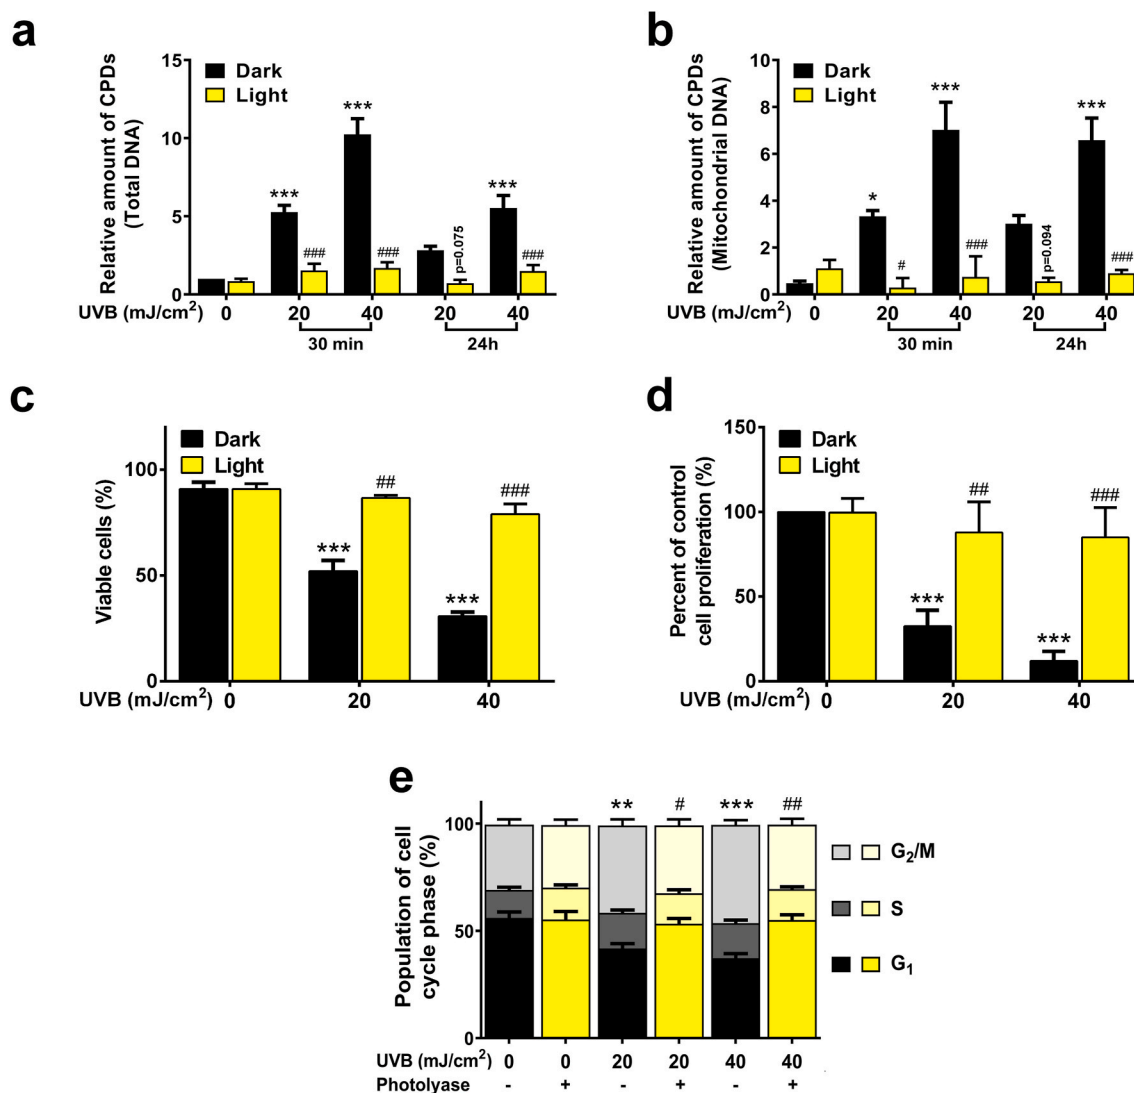 a
Relative amount of CPDs
(Total DNA)
15
10
5
0
Dark
Light
***
###
***
###
p=0.075
***
###
UVB (mJ/cm²)
0
20
40
20
40
30 min
24h
b
Relative amount of CPDs
(Mitochondrial DNA)
10
8
6
4
2
0
Dark
Light
*
#
***
###
p=0.094
***
###
UVB (mJ/cm²)
0
20
40
20
40
30 min
24h
c
Viable cells (%)
100
50
0
Dark
Light
***
##
***
###
UVB (mJ/cm²)
0
20
40
d
Percent of control
cell proliferation (%)
150
100
50
0
Dark
Light
***
##
***
###
UVB (mJ/cm²)
0
20
40
e
Population of cell
cycle phase (%)
100
50
0
** # *** ##
G₂/M
S
G₁
UVB (mJ/cm²) 0 0 20 20 40 40
Photolyase - + - + - +